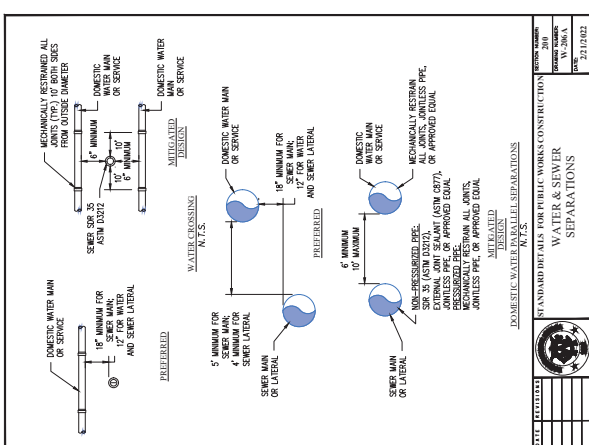 DOMESTIC WATER MAIN
OR SERVICE
18" MINIMUM FOR
SEWER MAIN;
12" FOR WATER
AND SEWER LATERAL
PREFERRED
MECHANICALLY RESTRAINED ALL
JOINTS (TYP.) 10' BOTH SIDES
FROM OUTSIDE DIAMETER
SEWER SDR 35
ASTM D3212
6" MINIMUM
10'
10'
6" MINIMUM
DOMESTIC WATER
MAIN
OR SERVICE
DOMESTIC
WATER MAIN
OR SERVICE
MITIGATED
DESIGN
WATER CROSSING
N.T.S.
5' MINIMUM FOR
SEWER MAIN;
4' MINIMUM FOR
SEWER LATERAL
SEWER MAIN
OR LATERAL
DOMESTIC WATER MAIN
OR SERVICE
18" MINIMUM FOR
SEWER MAIN;
12" FOR WATER
AND SEWER LATERAL
PREFERRED
SEWER MAIN
OR LATERAL
6' MINIMUM
10' MAXIMUM
DOMESTIC
WATER MAIN
OR SERVICE
MECHANICALLY RESTRAIN
ALL JOINTS, JOINTLESS PIPE,
OR APPROVED EQUAL
NON-PRESSURIZED PIPE:
SDR 35 (ASTM D3212),
EXTERNAL JOINT SEALANT (ASTM C877),
JOINTLESS PIPE, OR APPROVED EQUAL
PRESSURIZED PIPE:
MECHANICALLY RESTRAIN ALL JOINTS,
JOINTLESS PIPE, OR APPROVED EQUAL
MITIGATED
DESIGN
DOMESTIC WATER PARALLEL SEPARATIONS
N.T.S.
DATE
REVISIONS
STANDARD DETAILS FOR PUBLIC WORKS CONSTRUCTION
WATER & SEWER
SEPARATIONS
SECTION NUMBER:
200
DRAWING NUMBER:
W-206A
DATE:
2/21/2022